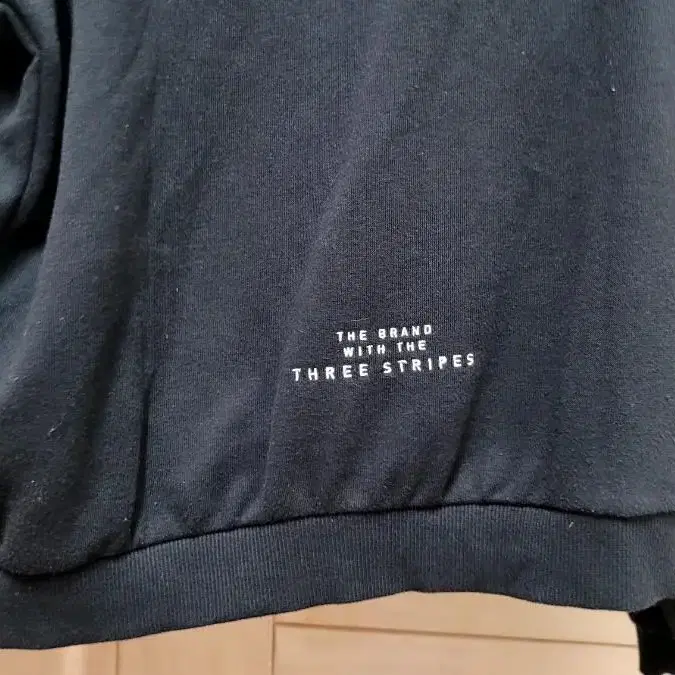 THE BRAND
WITH THE
THREE STRIPES